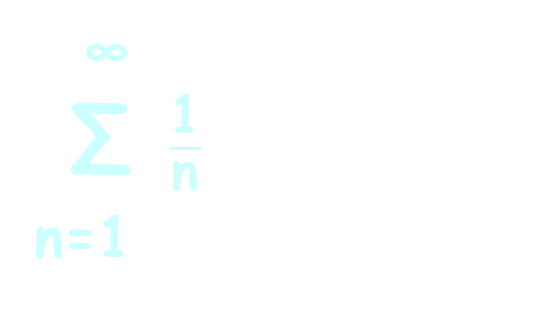 ∞
∑ 1/n
n=1